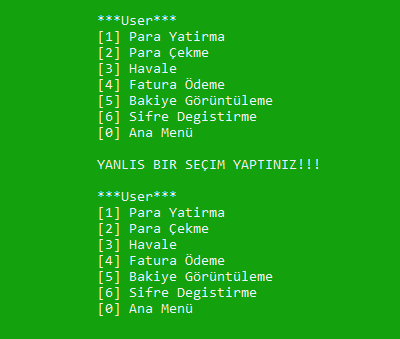 ***User***
[1] Para Yatirma
[2] Para Çekme
[3] Havale
[4] Fatura Ödeme
[5] Bakiye Görüntüleme
[6] Sifre Degistirme
[0] Ana Menü
YANLIS BIR SEÇIM YAPTINIZ!!!
***User***
[1] Para Yatirma
[2] Para Çekme
[3] Havale
[4] Fatura Ödeme
[5] Bakiye Görüntüleme
[6] Sifre Degistirme
[0] Ana Menü